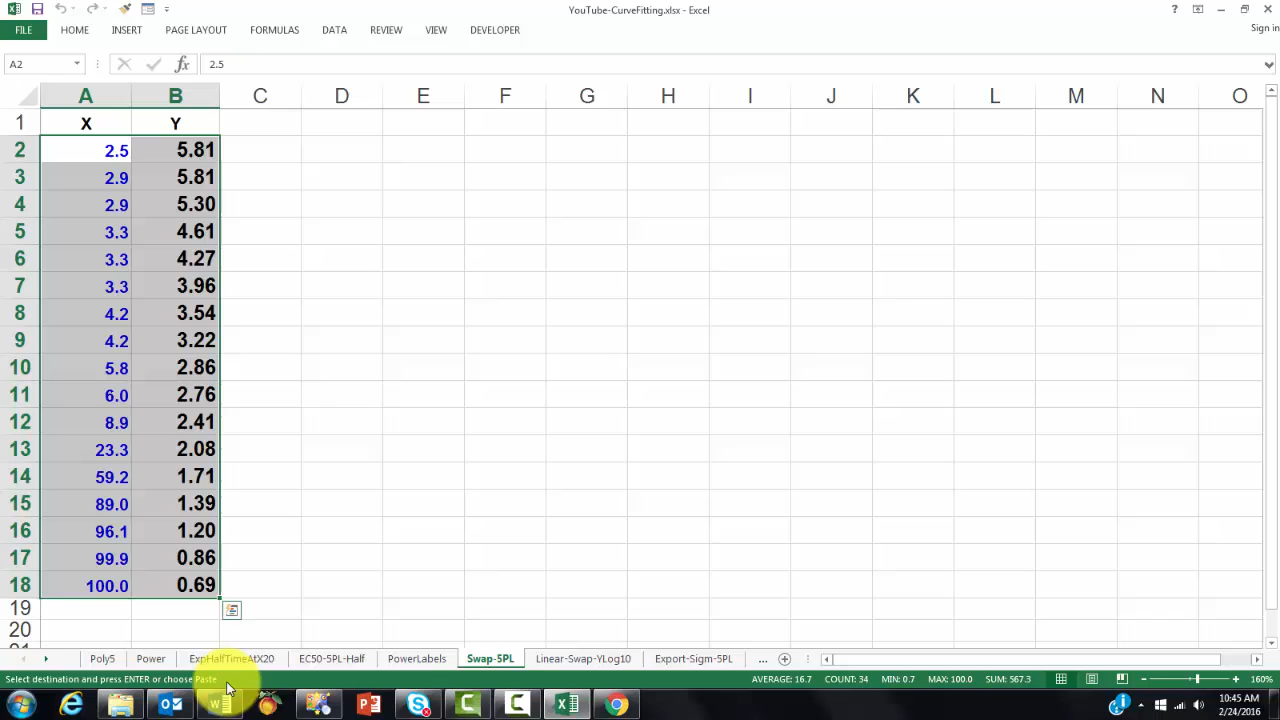 YouTube-CurveFitting.xlsx - Excel
FILE HOME INSERT PAGE LAYOUT FORMULAS DATA REVIEW VIEW DEVELOPER Sign in
A2 fx 2.5
A B C D E F G H I J K L M N O
1 X Y
2 2.5 5.81
3 2.9 5.81
4 2.9 5.30
5 3.3 4.61
6 3.3 4.27
7 3.3 3.96
8 4.2 3.54
9 4.2 3.22
10 5.8 2.86
11 6.0 2.76
12 8.9 2.41
13 23.3 2.08
14 59.2 1.71
15 89.0 1.39
16 96.1 1.20
17 99.9 0.86
18 100.0 0.69
19
20
21
Poly5 Power ExpHalfTimeAtX20 EC50-5PL-Half PowerLabels Swap-5PL Linear-Swap-YLog10 Export-Sigm-5PL ...
Select destination and press ENTER or choose Paste AVERAGE: 16.7 COUNT: 34 MIN: 0.7 MAX: 100.0 SUM: 567.3 160%
10:45 AM
2/24/2016